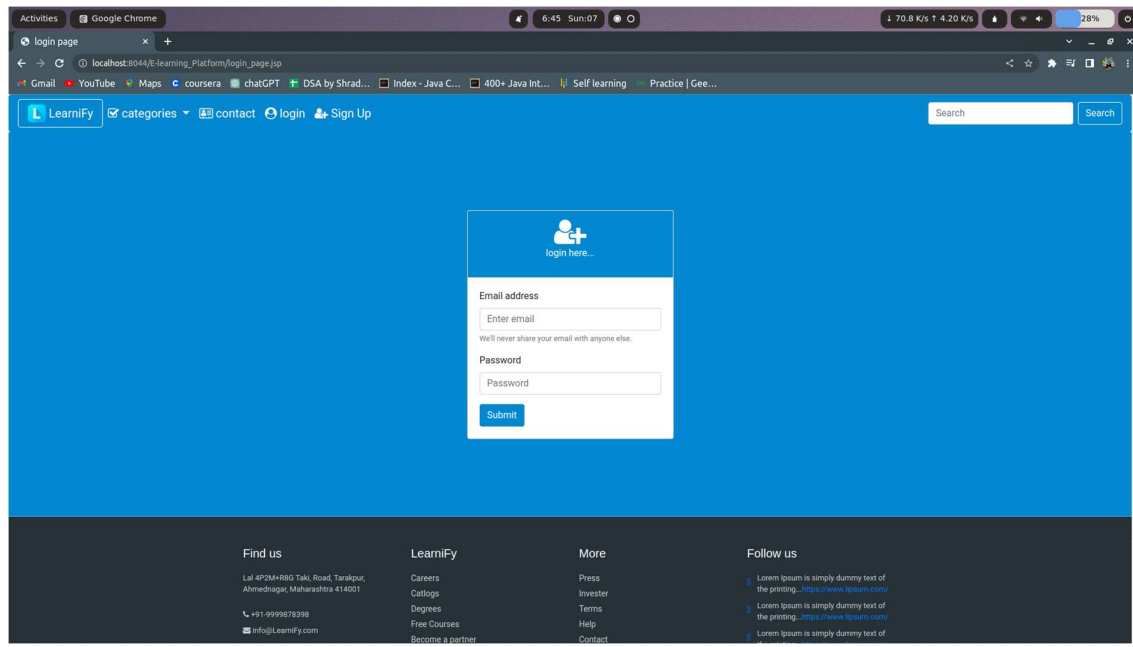 Activities Google Chrome 6:45 Sun:07 ↓ 70.8 K/s ↑ 4.20 K/s 28%
login page
localhost:8044/E-learning_Platform/login_page.jsp
Gmail YouTube Maps coursera chatGPT DSA by Shrad... Index - Java C... 400+ Java Int... Self learning Practice | Gee...
L LearniFy categories contact login Sign Up Search Search
login here...
Email address
Enter email
We'll never share your email with anyone else.
Password
Password
Submit
Find us
Lal 4P2M+R8G Taki, Road, Tarakpur,
Ahmednagar, Maharashtra 414001
+91-9999878398
info@LearniFy.com
LearniFy
Careers
Catlogs
Degrees
Free Courses
Become a partner
More
Press
Invester
Terms
Help
Contact
Follow us
Lorem Ipsum is simply dummy text of
the printing...https://www.lipsum.com/
Lorem Ipsum is simply dummy text of
the printing...https://www.lipsum.com/
Lorem Ipsum is simply dummy text of